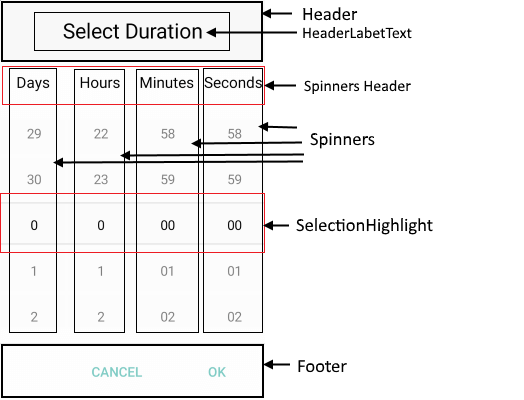 Header
Select Duration
HeaderLabetText
Days Hours Minutes Seconds
Spinners Header
29 22 58 58
Spinners
30 23 59 59
0 0 00 00
SelectionHighlight
1 1 01 01
2 2 02 02
CANCEL OK
Footer